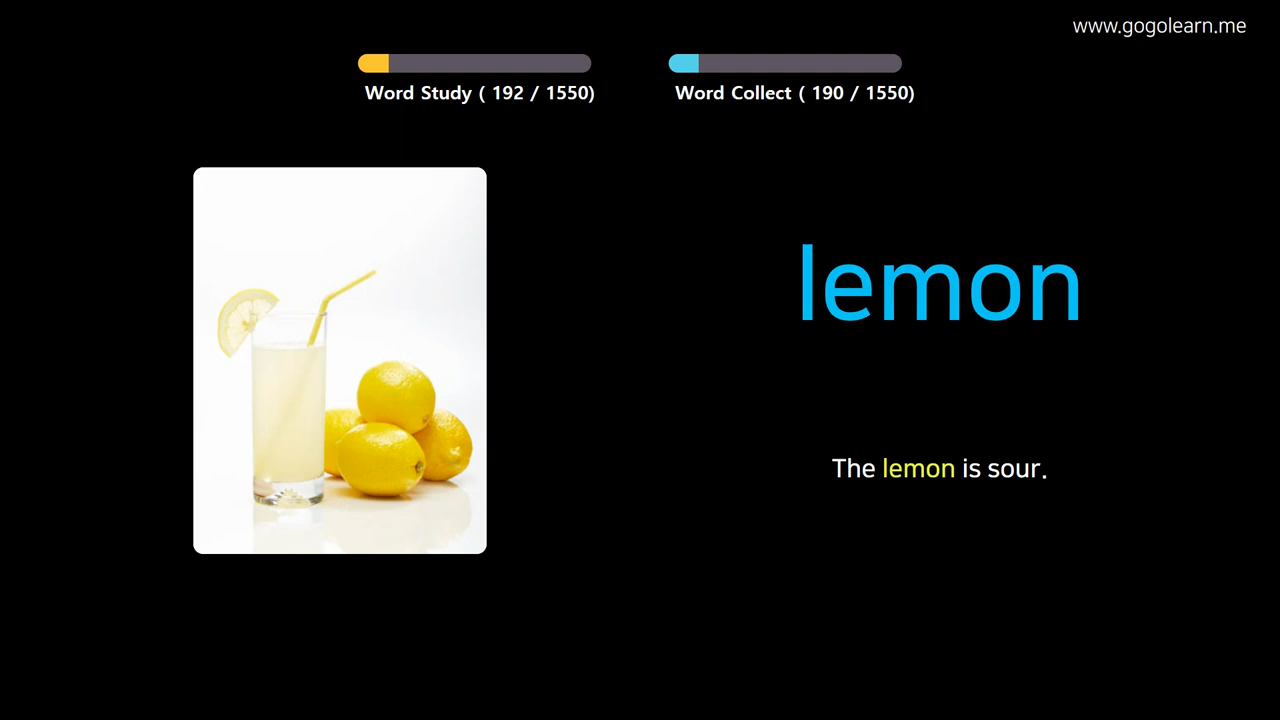 www.gogolearn.me
Word Study ( 192 / 1550)
Word Collect ( 190 / 1550)
lemon
The lemon is sour.